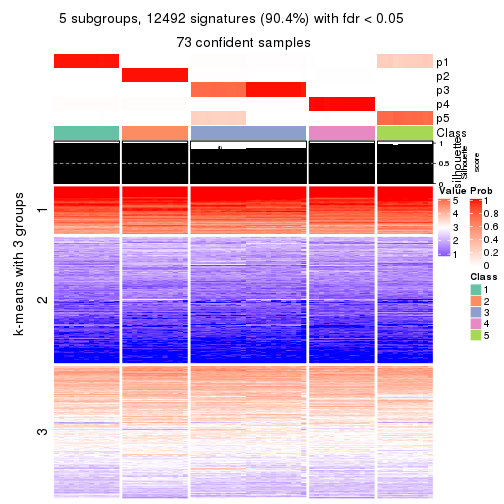 5 subgroups, 12492 signatures (90.4%) with fdr < 0.05
73 confident samples
p1
p2
p3
p4
p5
Class
1
0.5
0
silhouette
Silhouette
score
k-means with 3 groups
1
2
3
Value
5
4
3
2
1
Prob
1
0.8
0.6
0.4
0.2
0
Class
1
2
3
4
5